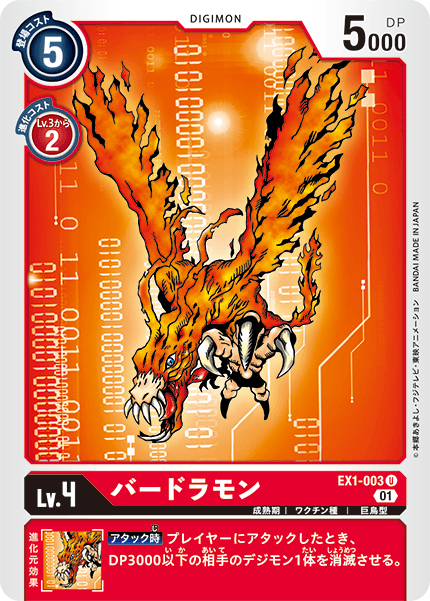 DIGIMON
登場コスト
5
DP
5000
進化コスト
Lv.3から
2
©本郷あきよし・フジテレビ・東映アニメーション BANDAI MADE IN JAPAN
Lv.4
バードラモン
EX1-003 U
01
成熟期 | ワクチン種 | 巨鳥型
進化元効果
アタック時 プレイヤーにアタックしたとき、
DP3000以下の相手のデジモン1体を消滅させる。